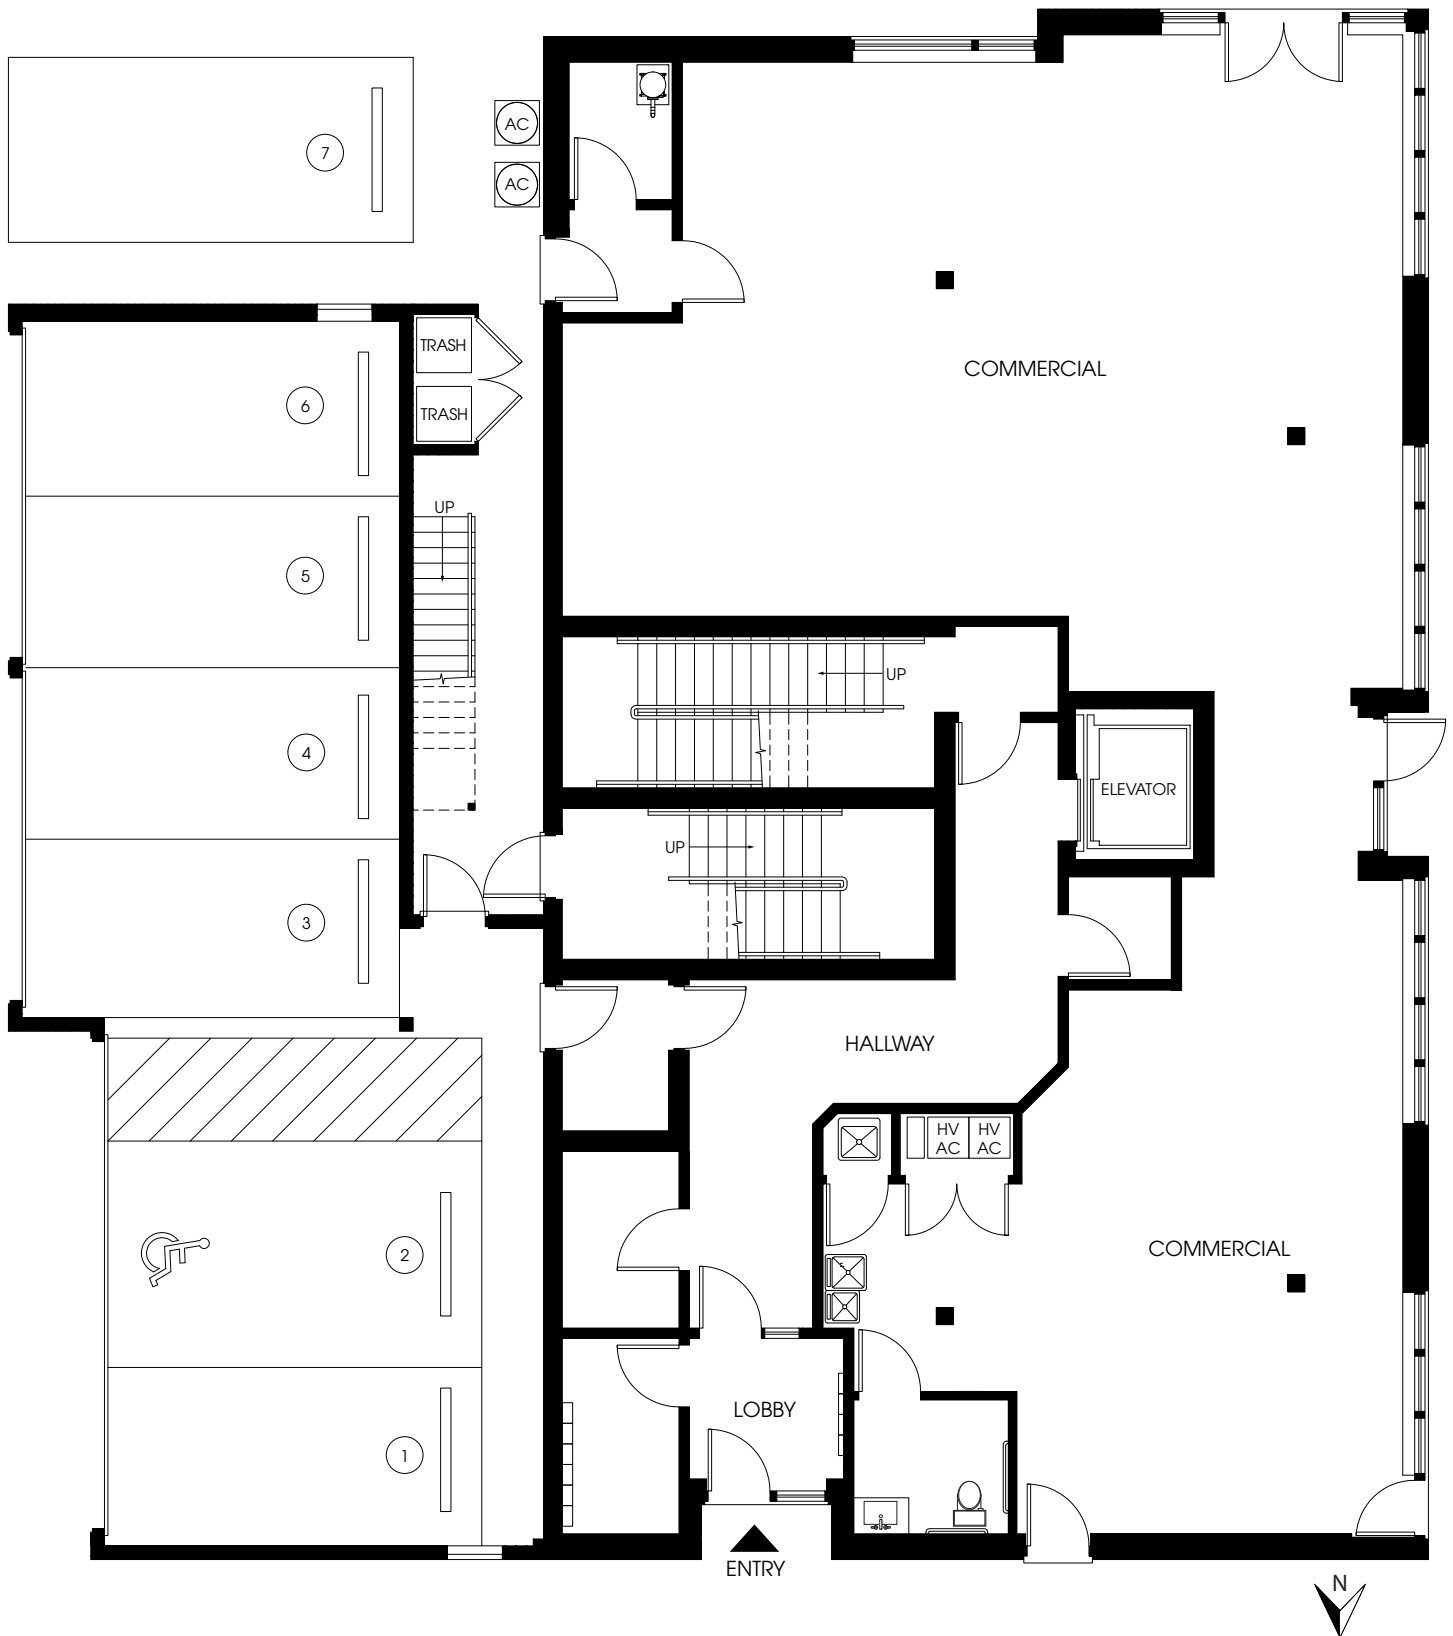 AC
7
AC
TRASH
COMMERCIAL
6
TRASH
UP
5
UP
4
ELEVATOR
UP
3
HALLWAY
HV
AC
HV
AC
2
COMMERCIAL
LOBBY
1
ENTRY
N